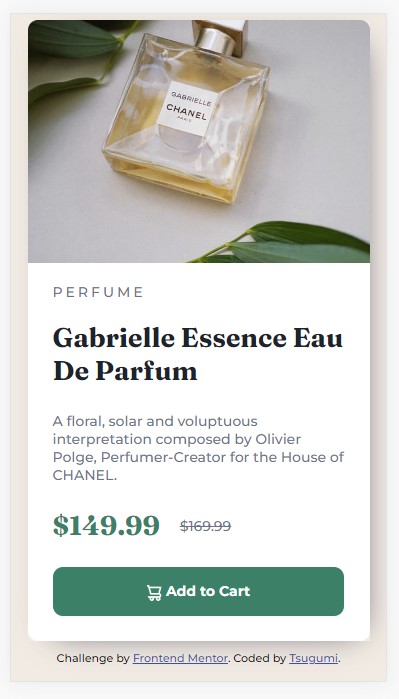 GABRIELLE
CHANEL
PARIS
PERFUME
Gabrielle Essence Eau
De Parfum
A floral, solar and voluptuous
interpretation composed by Olivier
Polge, Perfumer-Creator for the House of
CHANEL.
$149.99 $169.99
Add to Cart
Challenge by Frontend Mentor. Coded by Tsugumi.